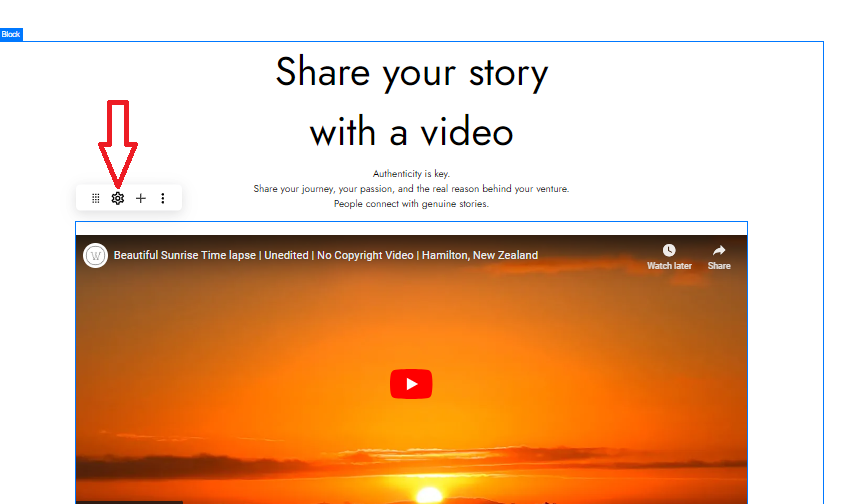 Block
Share your story
with a video
Authenticity is key.
Share your journey, your passion, and the real reason behind your venture.
People connect with genuine stories.
W
Beautiful Sunrise Time lapse | Unedited | No Copyright Video | Hamilton, New Zealand
Watch later
Share